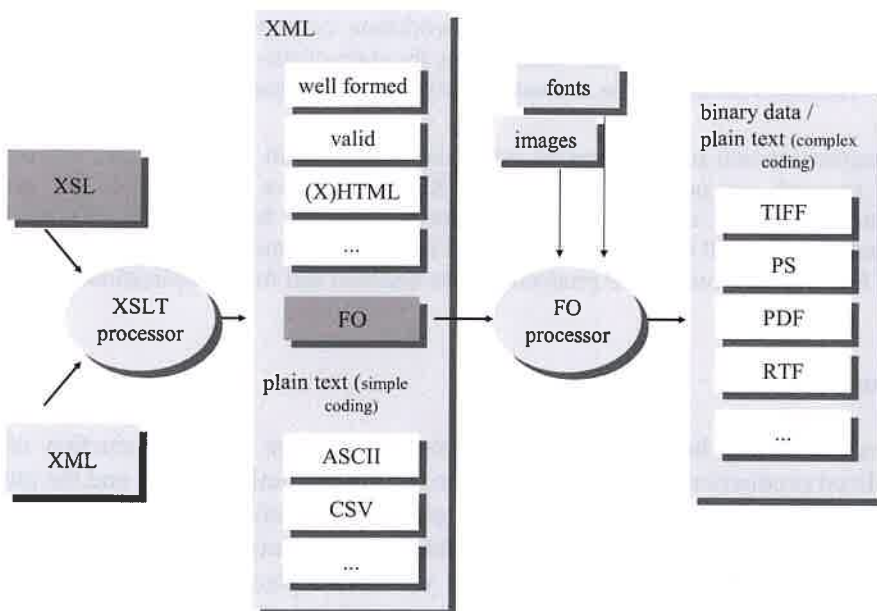 XSL
XML
XSLT
processor
XML
well formed
valid
(X)HTML
...
FO
plain text (simple
coding)
ASCII
CSV
...
fonts
images
FO
processor
binary data /
plain text (complex
coding)
TIFF
PS
PDF
RTF
...